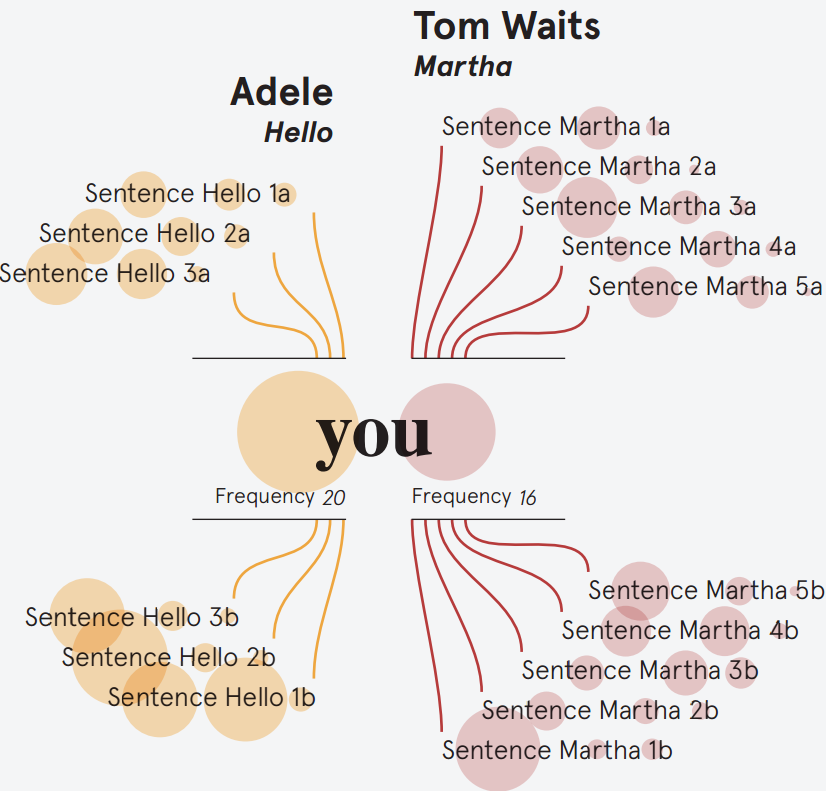 Tom Waits
Martha
Adele
Hello
Sentence Martha 1a
Sentence Martha 2a
Sentence Martha 3a
Sentence Martha 4a
Sentence Martha 5a
Sentence Hello 1a
Sentence Hello 2a
Sentence Hello 3a
you
Frequency 20
Frequency 16
Sentence Hello 3b
Sentence Hello 2b
Sentence Hello 1b
Sentence Martha 5b
Sentence Martha 4b
Sentence Martha 3b
Sentence Martha 2b
Sentence Martha 1b